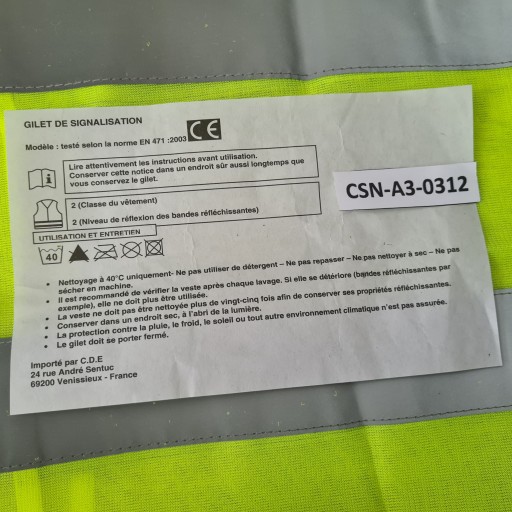 GILET DE SIGNALISATION
Modèle : testé selon la norme EN 471 :2003 CE
Lire attentivement les instructions avant utilisation.
Conserver cette notice dans un endroit sûr aussi longtemps que
vous conservez le gilet.
CSN-A3-0312
2 (Classe du vêtement)
2 (Niveau de réflexion des bandes réfléchissantes)
UTILISATION ET ENTRETIEN
40
• Nettoyage à 40°C uniquement- Ne pas utiliser de détergent – Ne pas repasser – Ne pas nettoyer à sec – Ne pas
sécher en machine.
• Il est recommandé de vérifier la veste après chaque lavage. Si elle se détériore (bandes réfléchissantes par
exemple), elle ne doit plus être utilisée.
• La veste ne doit pas être nettoyée plus de vingt-cinq fois afin de conserver ses propriétés réfléchissantes.
• Conserver dans un endroit sec, à l'abri de la lumière.
• La protection contre la pluie, le froid, le soleil ou tout autre environnement climatique n'est pas assurée.
• Le gilet doit se porter fermé.
Importé par C.D.E
24 rue André Sentuc
69200 Venissieux - France